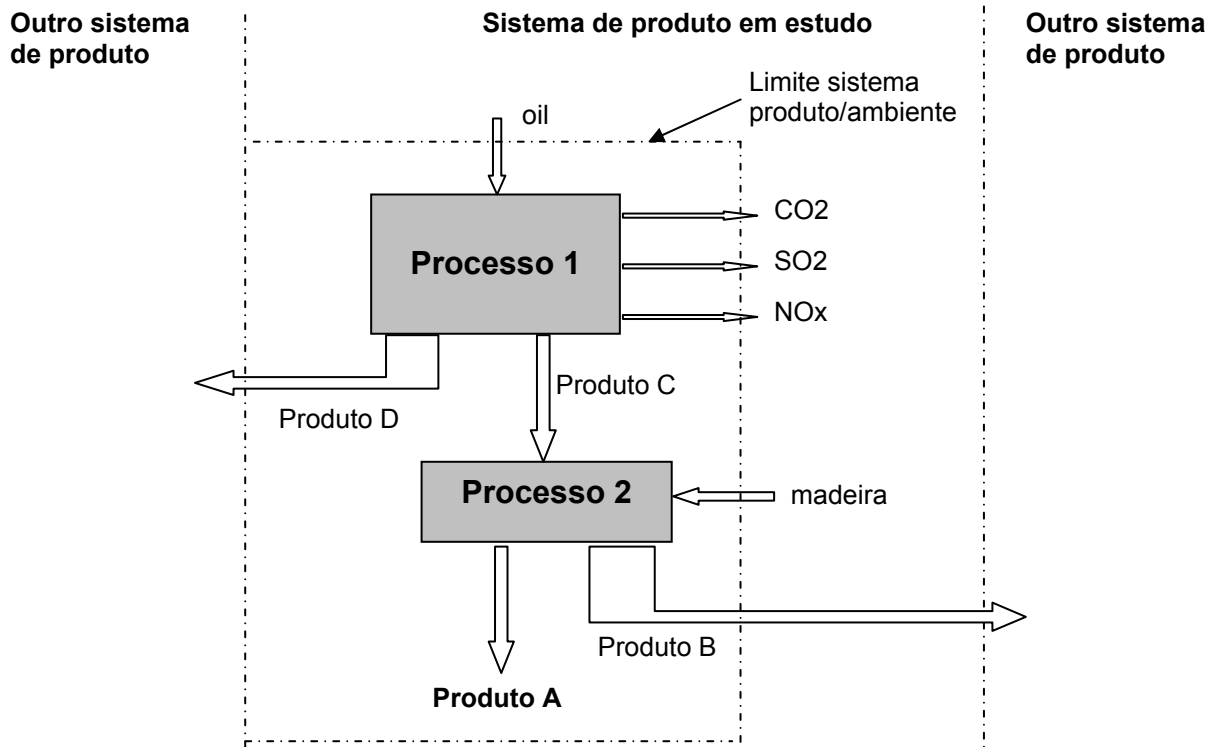 Outro sistema
de produto
Sistema de produto em estudo
Outro sistema
de produto
Limite sistema
produto/ambiente
oil
Processo 1
CO2
SO2
NOx
Produto C
Produto D
Processo 2
madeira
Produto B
Produto A